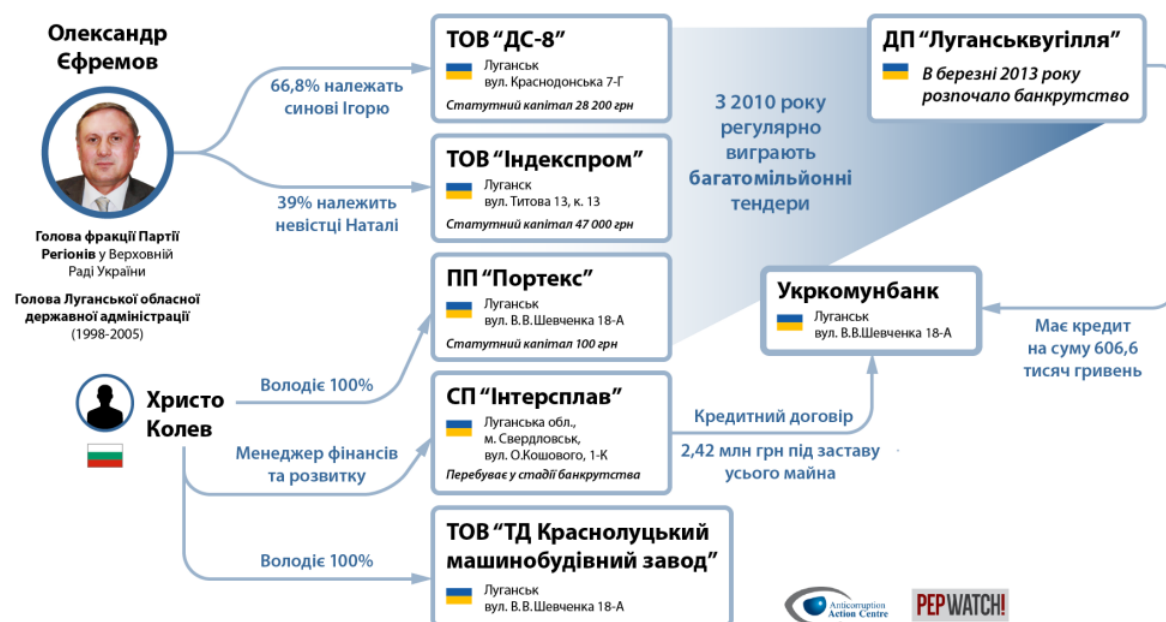 Олександр
Єфремов
Голова фракції Партії
Регіонів у Верховній
Раді України
Голова Луганської обласної
державної адміністрації
(1998-2005)
66,8% належать
синові Ігорю
39% належить
невістці Наталі
ТОВ “ДС-8”
Луганськ
вул. Краснодонська 7-Г
Статутний капітал 28 200 грн
ТОВ “Індекспром”
Луганск
вул. Титова 13, к. 13
Статутний капітал 47 000 грн
ПП “Портекс”
Луганськ
вул. В.В.Шевченка 18-А
Статутний капітал 100 грн
З 2010 року
регулярно
виграють
багатомільйонні
тендери
ДП “Луганськвугілля”
В березні 2013 року
розпочало банкрутство
Укркомунбанк
Луганськ
вул. В.В.Шевченка 18-А
Має кредит
на суму 606,6
тисяч гривень
Христо
Колев
Володіє 100%
Менеджер фінансів
та розвитку
Володіє 100%
СП “Інтерсплав”
Луганська обл.,
м. Свердловськ,
вул. О.Кошового, 1-К
Перебуває у стадії банкрутства
Кредитний договір
2,42 млн грн під заставу
усього майна
ТОВ “ТД Краснолуцький
машинобудівний завод”
Луганськ
вул. В.В.Шевченка 18-А
Anticorruption
Action Centre
PEPWATCH!